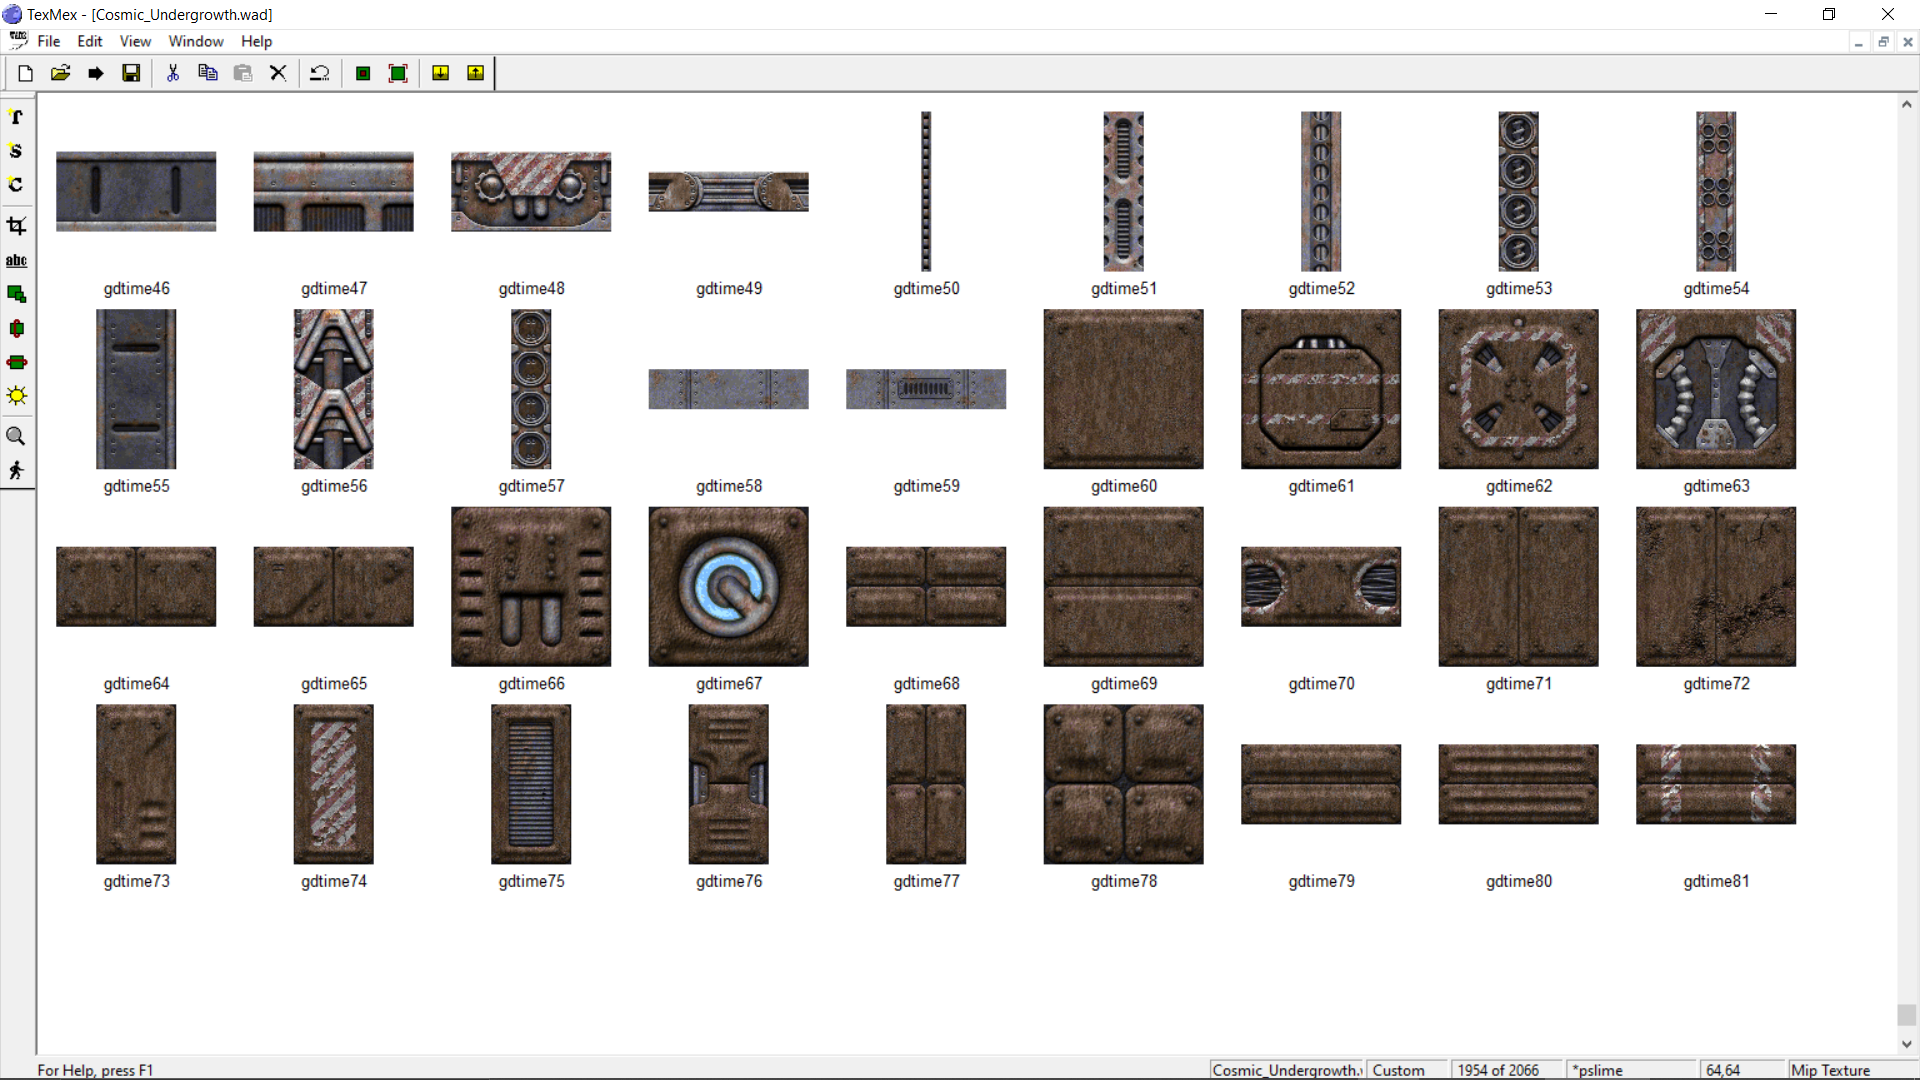 TexMex - [Cosmic_Undergrowth.wad]
File Edit View Window Help
abc
gdtime46 gdtime47 gdtime48 gdtime49 gdtime50 gdtime51 gdtime52 gdtime53 gdtime54
gdtime55 gdtime56 gdtime57 gdtime58 gdtime59 gdtime60 gdtime61 gdtime62 gdtime63
gdtime64 gdtime65 gdtime66 gdtime67 gdtime68 gdtime69 gdtime70 gdtime71 gdtime72
gdtime73 gdtime74 gdtime75 gdtime76 gdtime77 gdtime78 gdtime79 gdtime80 gdtime81
For Help, press F1 Cosmic_Undergrowth. Custom 1954 of 2066 *pslime 64,64 Mip Texture